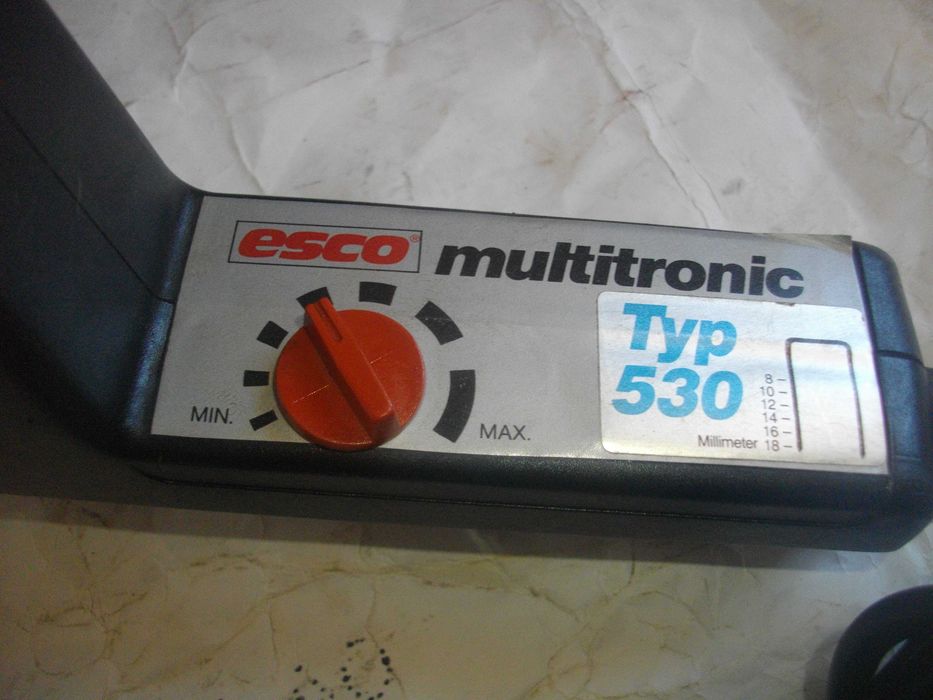 esco® multitronic
Typ
530
8 –
10 –
12 –
14 –
16 –
Millimeter 18 –
MIN.
MAX.